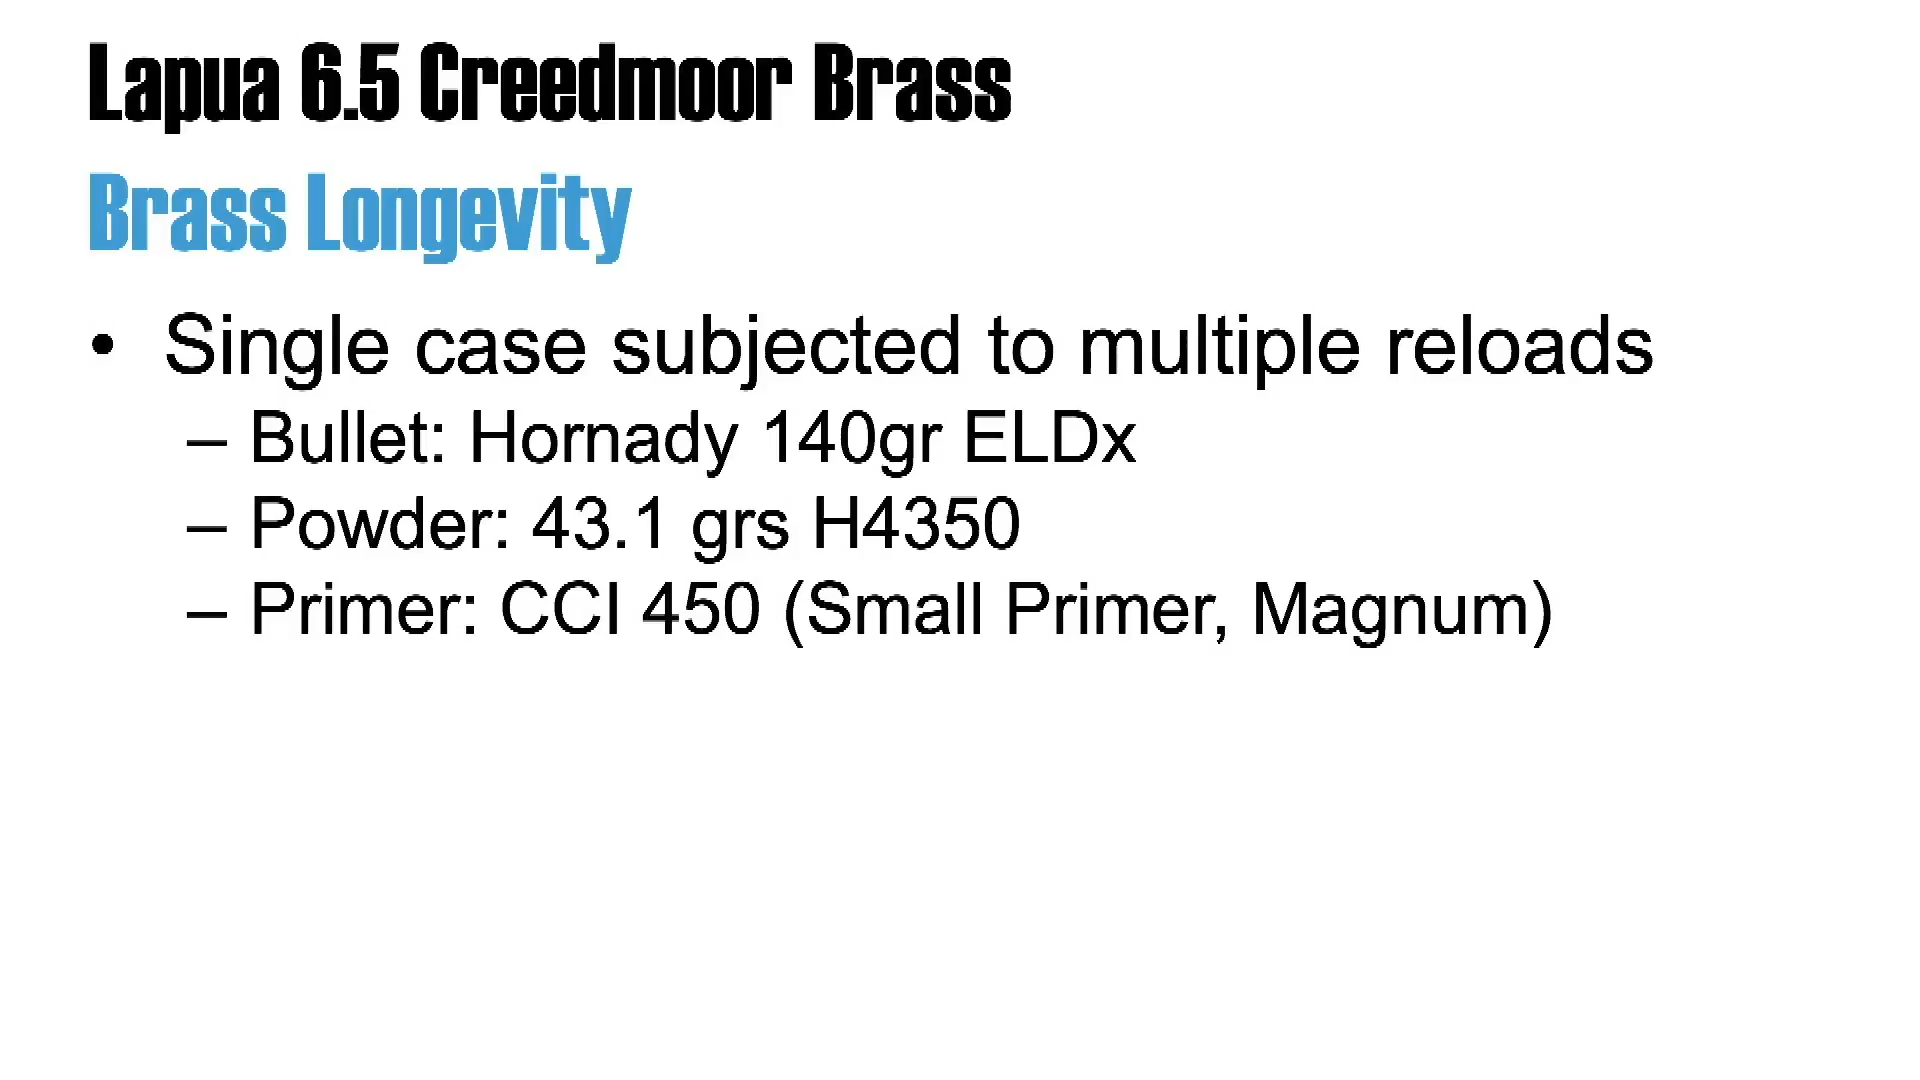 Lapua 6.5 Creedmoor Brass
Brass Longevity
• Single case subjected to multiple reloads
– Bullet: Hornady 140gr ELDx
– Powder: 43.1 grs H4350
– Primer: CCI 450 (Small Primer, Magnum)